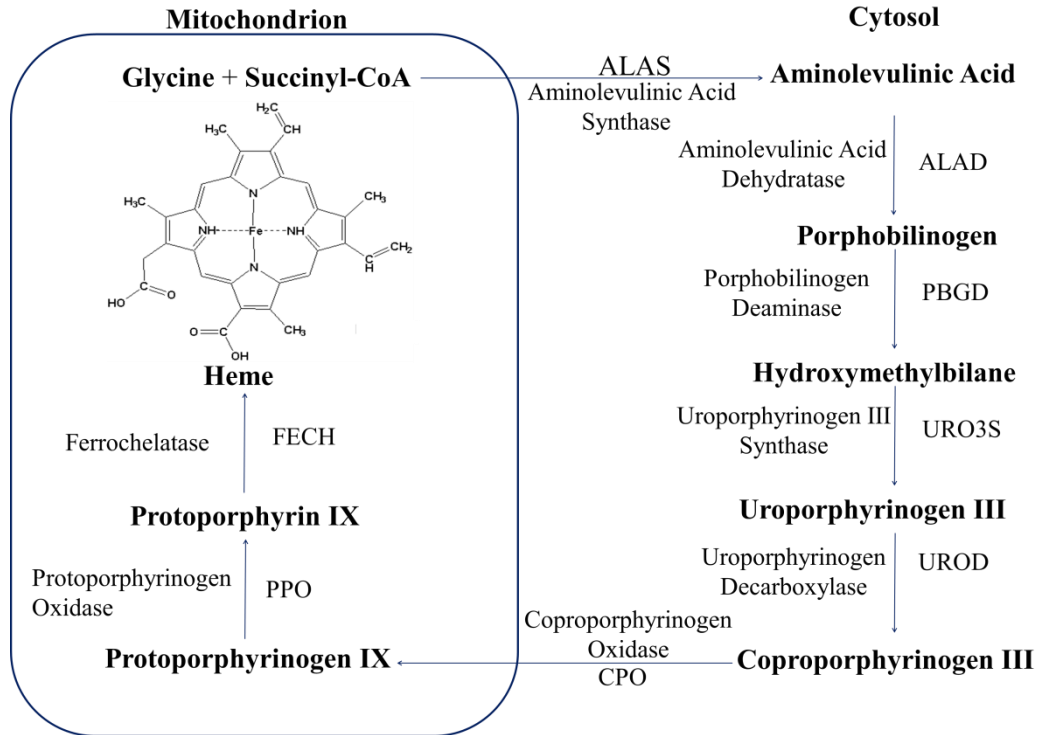 Mitochondrion
Cytosol
Glycine + Succinyl-CoA
ALAS
Aminolevulinic Acid
Synthase
Aminolevulinic Acid
H₂C
CH
H₃C
H₃C
CH₃
N
NH
Fe
NH
N
CH₂
C
H
HO
C
O
O
C
OH
CH₃
Heme
Aminolevulinic Acid
Dehydratase
ALAD
Porphobilinogen
Porphobilinogen
Deaminase
PBGD
Hydroxymethylbilane
Uroporphyrinogen III
Synthase
URO3S
Uroporphyrinogen III
Uroporphyrinogen
Decarboxylase
UROD
Coproporphyrinogen III
Coproporphyrinogen
Oxidase
CPO
Protoporphyrinogen IX
Protoporphyrinogen
Oxidase
PPO
Protoporphyrin IX
Ferrochelatase
FECH